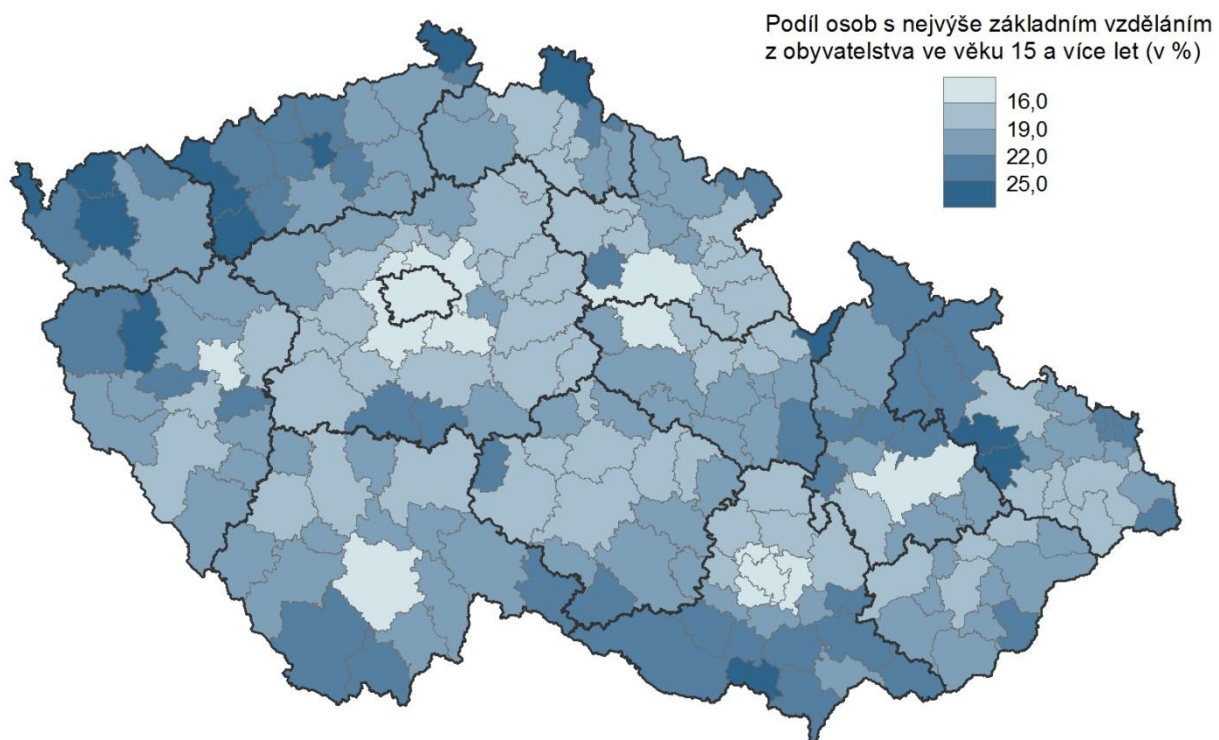 Podíl osob s nejvýše základním vzděláním
z obyvatelstva ve věku 15 a více let (v %)
16,0
19,0
22,0
25,0